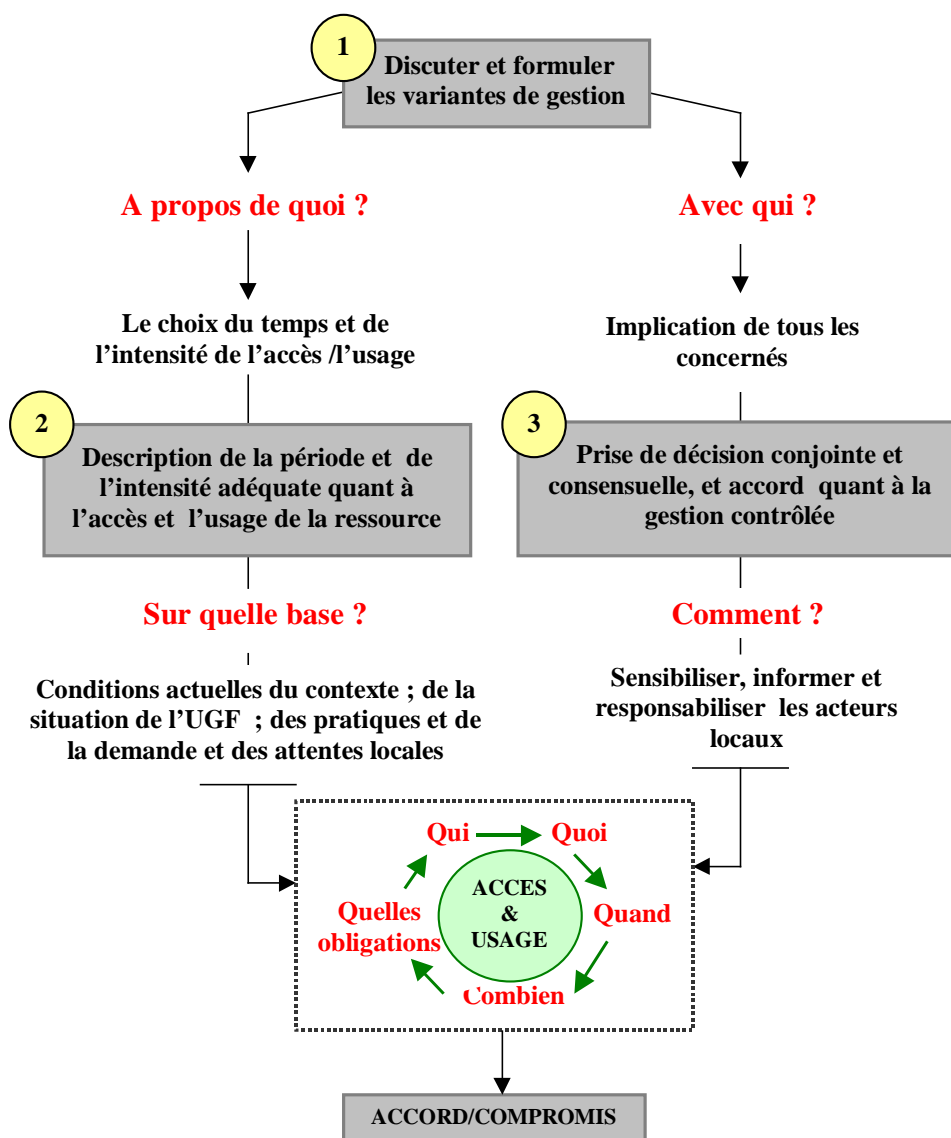 1
Discuter et formuler
les variantes de gestion
A propos de quoi ?
Avec qui ?
Le choix du temps et de
l’intensité de l’accès /l’usage
Implication de tous les
concernés
2
Description de la période et de
l’intensité adéquate quant à
l’accès et l’usage de la ressource
3
Prise de décision conjointe et
consensuelle, et accord quant à la
gestion contrôlée
Sur quelle base ?
Comment ?
Conditions actuelles du contexte ; de la
situation de l’UGF ; des pratiques et de
la demande et des attentes locales
Sensibiliser, informer et
responsabiliser les acteurs
locaux
Qui
Quoi
Quand
Combien
Quelles
obligations
ACCES
&
USAGE
ACCORD/COMPROMIS